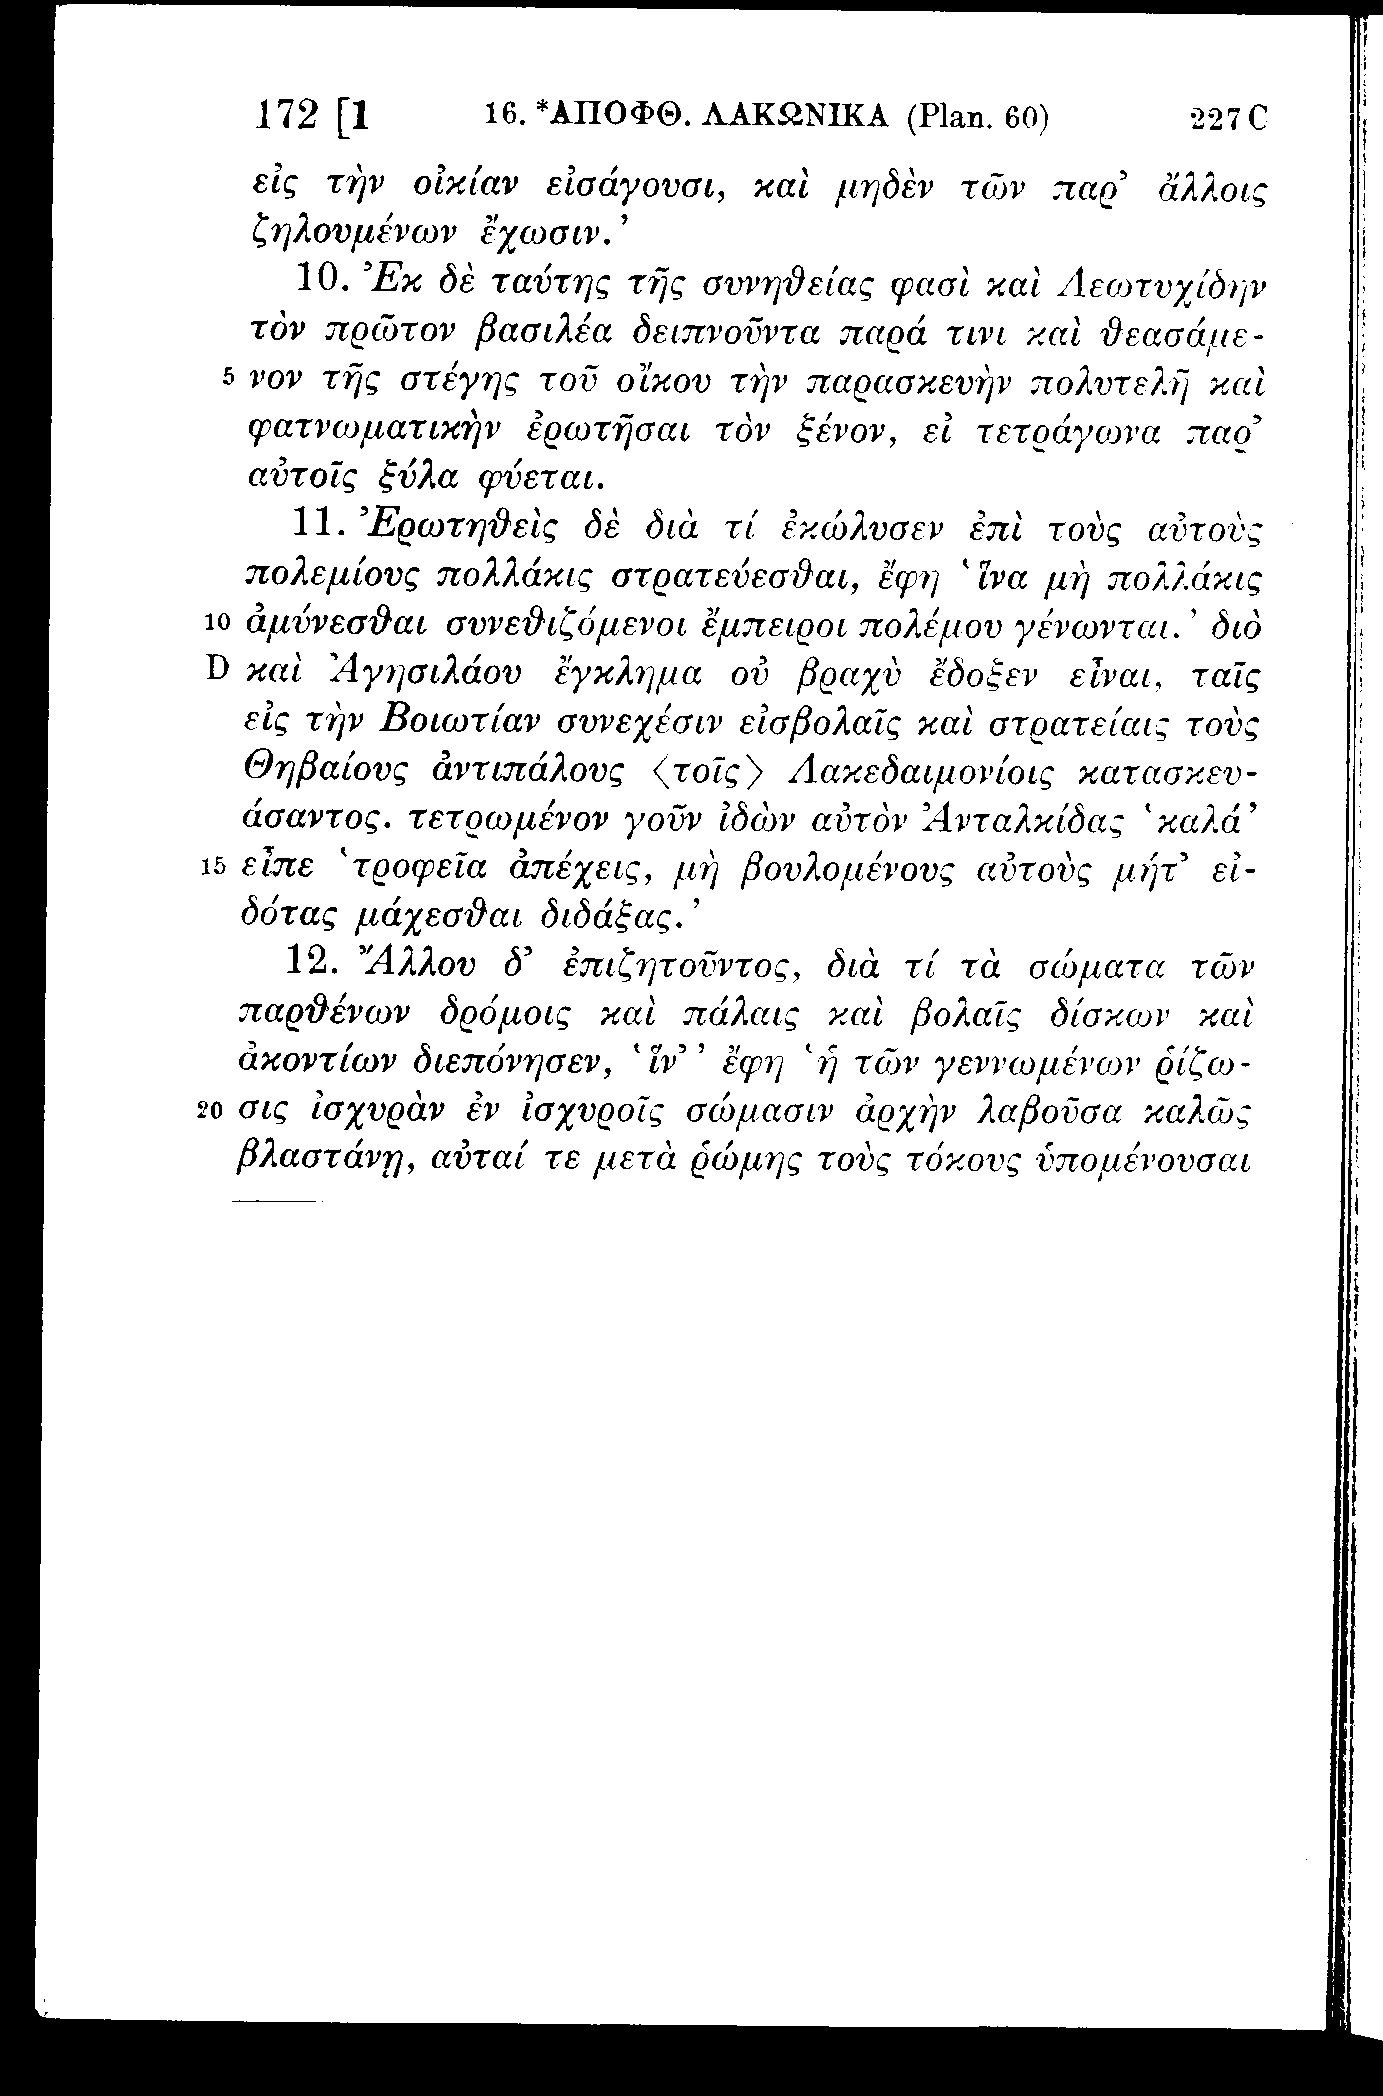 172 [1 16. *ΑΠΟΦΘ. ΛΑΚΩΝΙΚΑ (Plan. 60) 227 C
εἰς τὴν οἰκίαν εἰσάγουσι, καὶ μηδὲν τῶν παρ’ ἄλλοις
ζηλουμένων ἔχωσιν.’
10. Ἐκ δὲ ταύτης τῆς συνηθείας φασὶ καὶ Λεωτυχίδην
τὸν πρῶτον βασιλέα δειπνοῦντα παρά τινι καὶ θεασάμε-
5 νον τῆς στέγης τοῦ οἴκου τὴν παρασκευὴν πολυτελῆ καὶ
φατνωματικὴν ἐρωτῆσαι τὸν ξένον, εἰ τετράγωνα παρ’
αὐτοῖς ξύλα φύεται.
11. Ἐρωτηθεὶς δὲ διὰ τί ἐκώλυσεν ἐπὶ τοὺς αὐτοὺς
πολεμίους πολλάκις στρατεύεσθαι, ἔφη ‘ἵνα μὴ πολλάκις
10 ἀμύνεσθαι συνεθιζόμενοι ἔμπειροι πολέμου γένωνται.’ διὸ
D καὶ Ἀγησιλάου ἔγκλημα οὐ βραχὺ ἔδοξεν εἶναι, ταῖς
εἰς τὴν Βοιωτίαν συνεχέσιν εἰσβολαῖς καὶ στρατείαις τοὺς
Θηβαίους ἀντιπάλους 〈τοῖς〉 Λακεδαιμονίοις κατασκευ-
άσαντος. τετρωμένον γοῦν ἰδὼν αὐτὸν Ἀνταλκίδας ‘καλά’
15 εἶπε ‘τροφεῖα ἀπέχεις, μὴ βουλομένους αὐτοὺς μήτ’ εἰ-
δότας μάχεσθαι διδάξας.’
12. Ἄλλου δ’ ἐπιζητοῦντος, διὰ τί τὰ σώματα τῶν
παρθένων δρόμοις καὶ πάλαις καὶ βολαῖς δίσκων καὶ
ἀκοντίων διεπόνησεν, ‘ἵν’’ ἔφη ‘ἡ τῶν γεννωμένων ῥίζω-
20 σις ἰσχυρὰν ἐν ἰσχυροῖς σώμασιν ἀρχὴν λαβοῦσα καλῶς
βλαστάνῃ, αὐταί τε μετὰ ῥώμης τοὺς τόκους ὑπομένουσαι